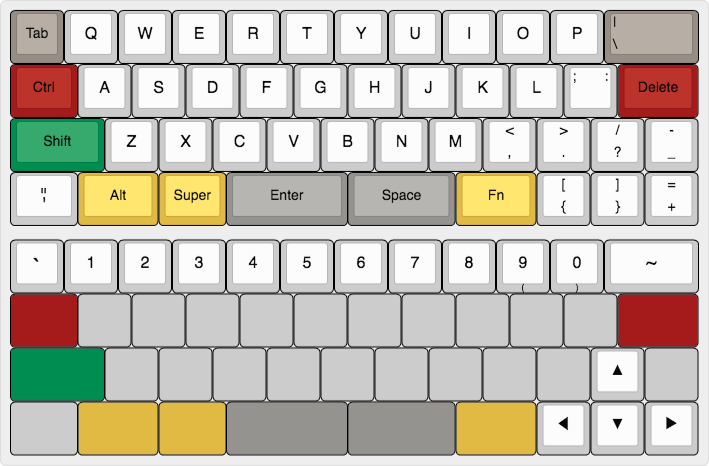 Tab Q W E R T Y U I O P |
\
Ctrl A S D F G H J K L ; : Delete
Shift Z X C V B N M < > / -
, . ? _
" Alt Super Enter Space Fn [ ] =
' { } +
` 1 2 3 4 5 6 7 8 9 0 ~
( )
▲
◀ ▼ ▶